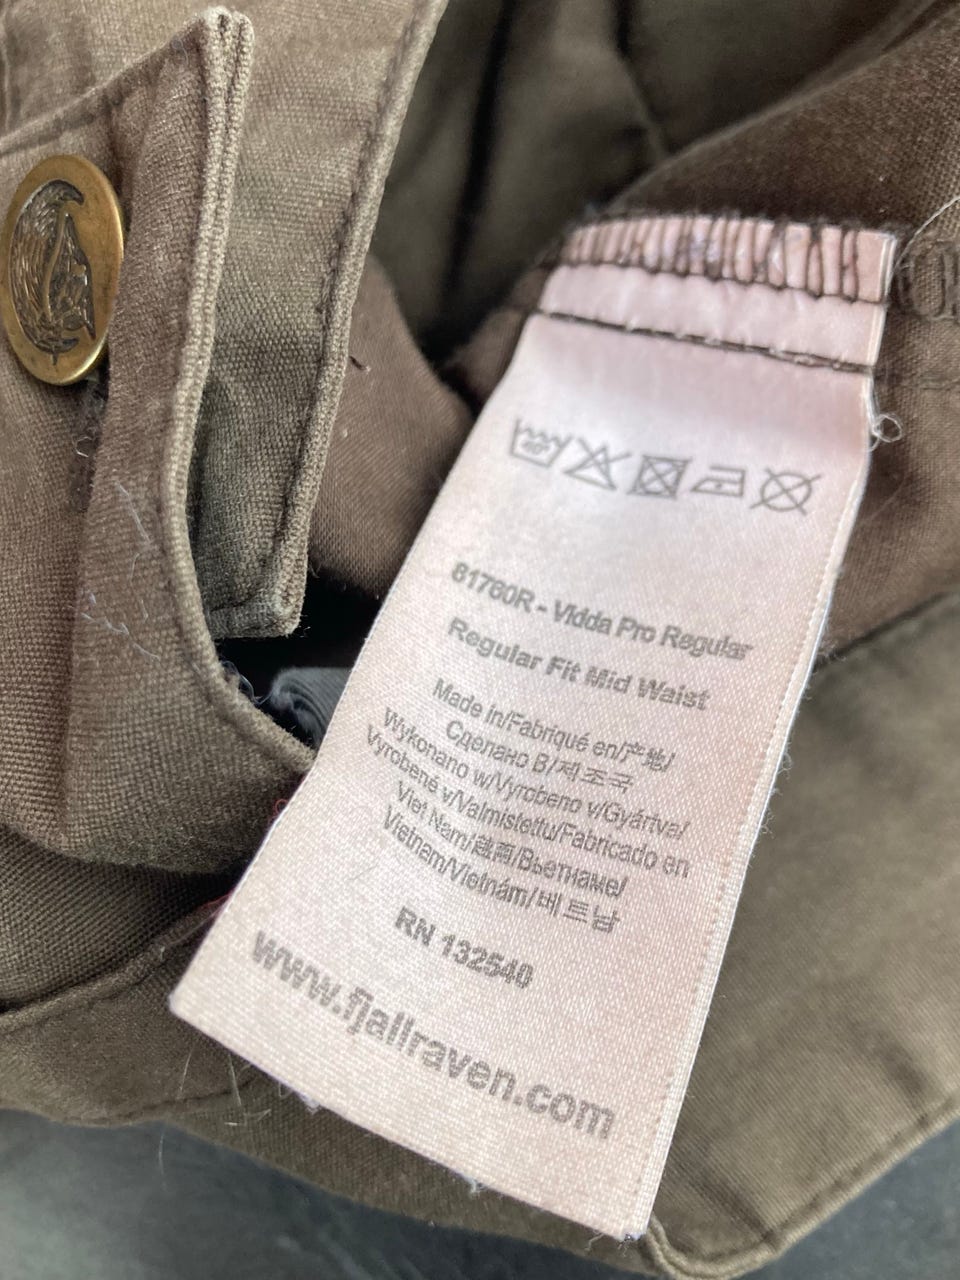 40°
81760R - Vidda Pro Regular
Regular Fit Mid Waist
Made in/Fabriqué en/产地/
Сделано В/제조국
Wykonano w/Vyrobeno v/Gyártva/
Vyrobené v/Valmistettu/Fabricado en
Viet Nam/越南/Вьетнаме/
Vietnam/Vietnám/베트남
RN 132540
www.fjallraven.com